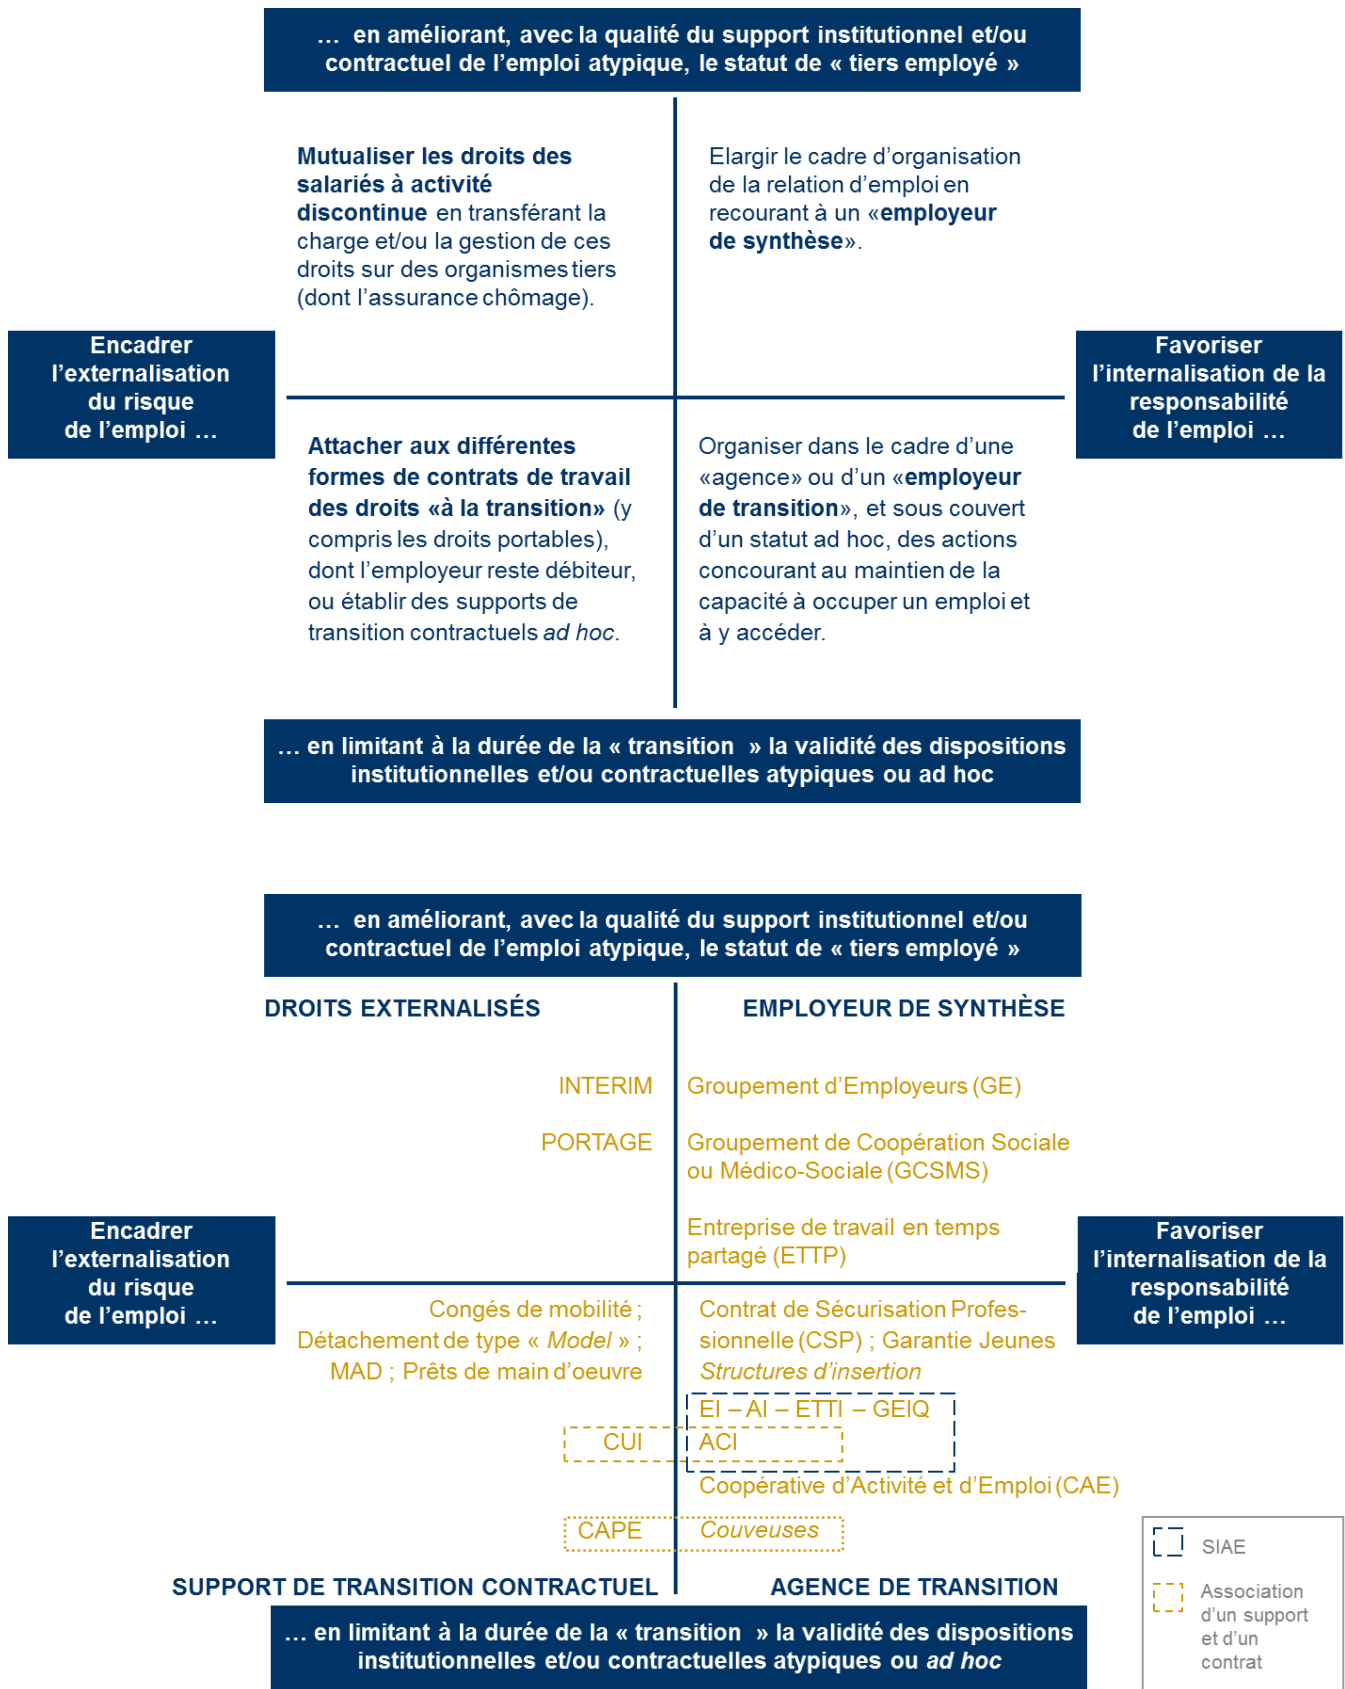 … en améliorant, avec la qualité du support institutionnel et/ou
contractuel de l’emploi atypique, le statut de « tiers employé »
Mutualiser les droits des
salariés à activité
discontinue en transférant la
charge et/ou la gestion de ces
droits sur des organismes tiers
(dont l’assurance chômage).
Elargir le cadre d’organisation
de la relation d’emploi en
recourant à un «employeur
de synthèse».
Encadrer
l’externalisation
du risque
de l’emploi …
Favoriser
l’internalisation de la
responsabilité
de l’emploi …
Attacher aux différentes
formes de contrats de travail
des droits «à la transition» (y
compris les droits portables),
dont l’employeur reste débiteur,
ou établir des supports de
transition contractuels ad hoc.
Organiser dans le cadre d’une
«agence» ou d’un «employeur
de transition», et sous couvert
d’un statut ad hoc, des actions
concourant au maintien de la
capacité à occuper un emploi et
à y accéder.
… en limitant à la durée de la « transition » la validité des dispositions
institutionnelles et/ou contractuelles atypiques ou ad hoc
… en améliorant, avec la qualité du support institutionnel et/ou
contractuel de l’emploi atypique, le statut de « tiers employé »
DROITS EXTERNALISÉS
EMPLOYEUR DE SYNTHÈSE
INTERIM
Groupement d’Employeurs (GE)
PORTAGE
Groupement de Coopération Sociale
ou Médico-Sociale (GCSMS)
Entreprise de travail en temps
partagé (ETTP)
Encadrer
l’externalisation
du risque
de l’emploi …
Favoriser
l’internalisation de la
responsabilité
de l’emploi …
Congés de mobilité ;
Détachement de type « Model » ;
MAD ; Prêts de main d’oeuvre
Contrat de Sécurisation Profes-
sionnelle (CSP) ; Garantie Jeunes
Structures d’insertion
EI – AI – ETTI – GEIQ
CUI
ACI
Coopérative d’Activité et d’Emploi (CAE)
CAPE
Couveuses
SUPPORT DE TRANSITION CONTRACTUEL
AGENCE DE TRANSITION
… en limitant à la durée de la « transition » la validité des dispositions
institutionnelles et/ou contractuelles atypiques ou ad hoc
SIAE
Association
d’un support
et d’un
contrat